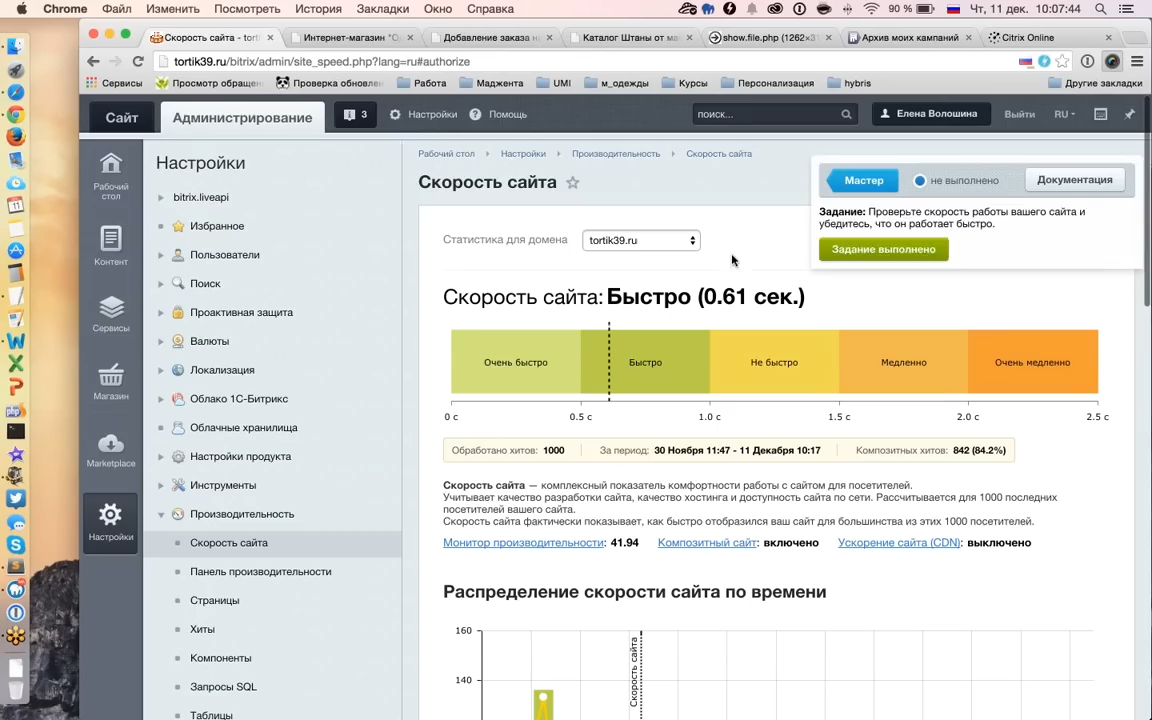 Chrome Файл Изменить Посмотреть История Закладки Окно Справка 90 % Чт, 11 дек. 10:07:44
Скорость сайта - tort Интернет-магазин "О Добавление заказа н Каталог Штаны от ма show.file.php (1262×3 Архив моих кампаний Citrix Online
tortik39.ru/bitrix/admin/site_speed.php?lang=ru#authorize
Сервисы Просмотр обращен Проверка обновлен Работа Маджента UMI м_одежды Курсы Персонализация hybris Другие закладки
Сайт Администрирование 3 Настройки Помощь поиск... Елена Волошина Выйти RU
Рабочий стол
Контент
Сервисы
Магазин
Marketplace
Настройки
Настройки
bitrix.liveapi
Избранное
Пользователи
Поиск
Проактивная защита
Валюты
Локализация
Облако 1С-Битрикс
Облачные хранилища
Настройки продукта
Инструменты
Производительность
Скорость сайта
Панель производительности
Страницы
Хиты
Компоненты
Запросы SQL
Таблицы
Рабочий стол Настройки Производительность Скорость сайта
Скорость сайта
Мастер не выполнено Документация
Задание: Проверьте скорость работы вашего сайта и
убедитесь, что он работает быстро.
Задание выполнено
Статистика для домена tortik39.ru
Скорость сайта: Быстро (0.61 сек.)
Очень быстро Быстро Не быстро Медленно Очень медленно
0 с 0.5 с 1.0 с 1.5 с 2.0 с 2.5 с
Обработано хитов: 1000 За период: 30 Ноября 11:47 - 11 Декабря 10:17 Композитных хитов: 842 (84.2%)
Скорость сайта — комплексный показатель комфортности работы с сайтом для посетителей.
Учитывает качество разработки сайта, качество хостинга и доступность сайта по сети. Рассчитывается для 1000 последних
посетителей вашего сайта.
Скорость сайта фактически показывает, как быстро отобразился ваш сайт для большинства из этих 1000 посетителей.
Монитор производительности: 41.94 Композитный сайт: включено Ускорение сайта (CDN): выключено
Распределение скорости сайта по времени
160
140
Скорость сайта